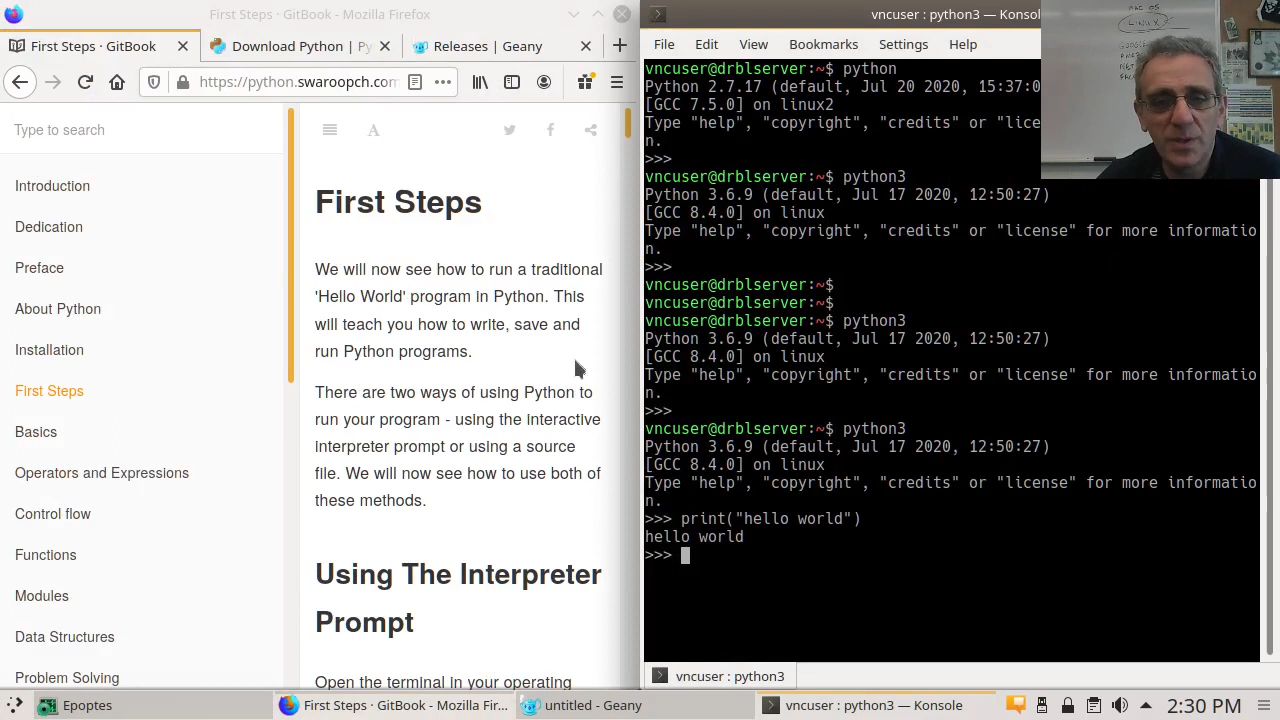 First Steps · GitBook - Mozilla Firefox
First Steps · GitBook
Download Python | Py
Releases | Geany
https://python.swaroopch.com
Type to search
Introduction
Dedication
Preface
About Python
Installation
First Steps
Basics
Operators and Expressions
Control flow
Functions
Modules
Data Structures
Problem Solving
A
First Steps
We will now see how to run a traditional
'Hello World' program in Python. This
will teach you how to write, save and
run Python programs.
There are two ways of using Python to
run your program - using the interactive
interpreter prompt or using a source
file. We will now see how to use both of
these methods.
Using The Interpreter
Prompt
Open the terminal in your operating
vncuser : python3 — Konsol
File Edit View Bookmarks Settings Help
vncuser@drblserver:~$ python
Python 2.7.17 (default, Jul 20 2020, 15:37:0
[GCC 7.5.0] on linux2
Type "help", "copyright", "credits" or "lice
n.
>>>
vncuser@drblserver:~$ python3
Python 3.6.9 (default, Jul 17 2020, 12:50:27)
[GCC 8.4.0] on linux
Type "help", "copyright", "credits" or "license" for more informatio
n.
>>>
vncuser@drblserver:~$
vncuser@drblserver:~$
vncuser@drblserver:~$ python3
Python 3.6.9 (default, Jul 17 2020, 12:50:27)
[GCC 8.4.0] on linux
Type "help", "copyright", "credits" or "license" for more informatio
n.
>>>
vncuser@drblserver:~$ python3
Python 3.6.9 (default, Jul 17 2020, 12:50:27)
[GCC 8.4.0] on linux
Type "help", "copyright", "credits" or "license" for more informatio
n.
>>> print("hello world")
hello world
>>>
vncuser : python3
LINUX
Epoptes
First Steps · GitBook - Mozilla Fir...
untitled - Geany
vncuser : python3 — Konsole
2:30 PM